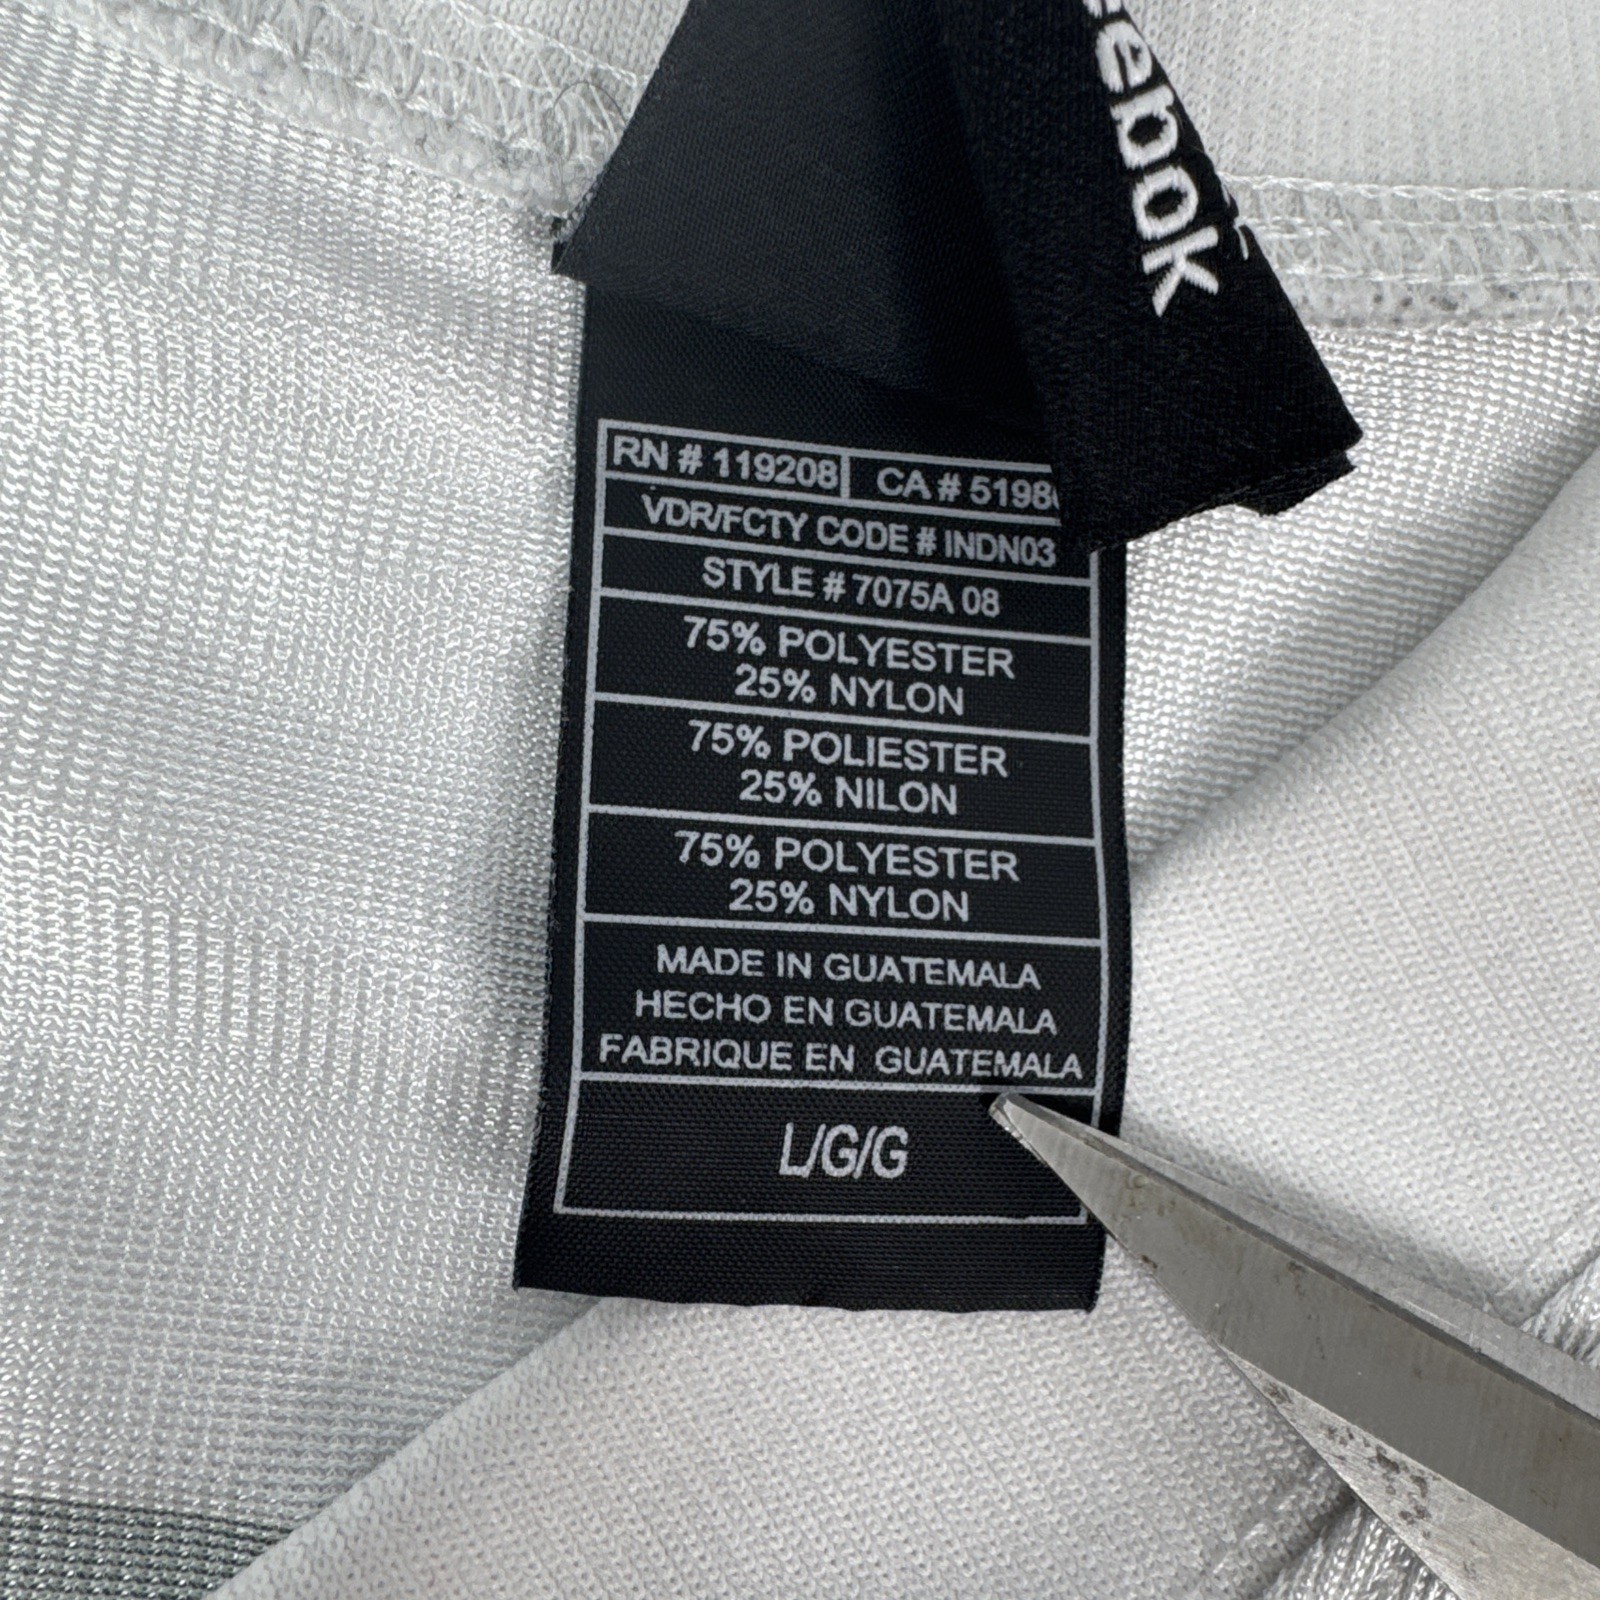 eebok
RN # 119208 CA # 5198
VDR/FCTY CODE # INDN03
STYLE # 7075A 08
75% POLYESTER
25% NYLON
75% POLIESTER
25% NILON
75% POLYESTER
25% NYLON
MADE IN GUATEMALA
HECHO EN GUATEMALA
FABRIQUE EN GUATEMALA
L/G/G